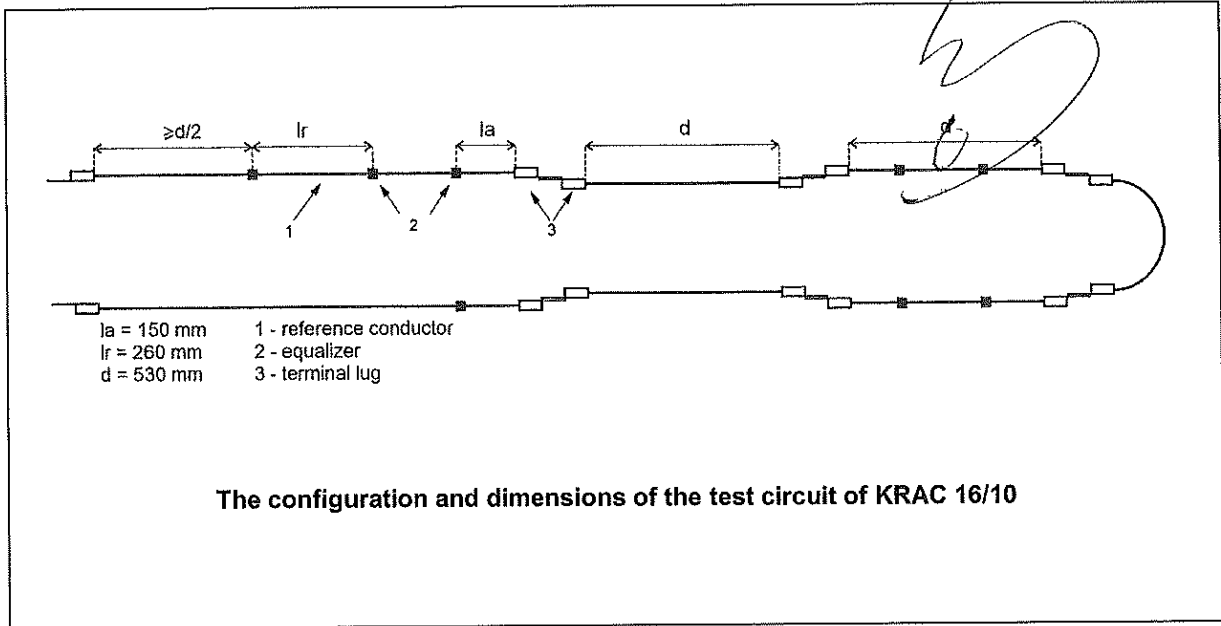 ≥d/2 lr la d d
1 2 3
la = 150 mm 1 - reference conductor
lr = 260 mm 2 - equalizer
d = 530 mm 3 - terminal lug
The configuration and dimensions of the test circuit of KRAC 16/10